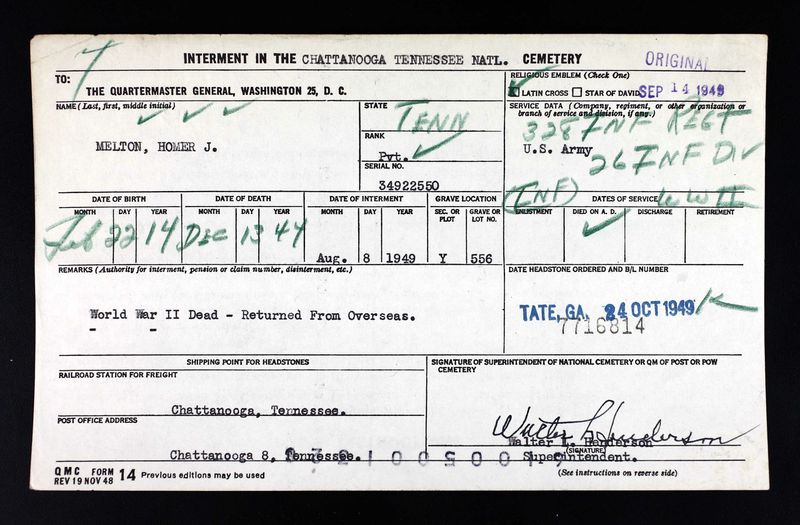 7
INTERMENT IN THE CHATTANOOGA TENNESSEE NATL. CEMETERY
ORIGINAL
TO:
THE QUARTERMASTER GENERAL, WASHINGTON 25, D. C.
RELIGIOUS EMBLEM (Check One)
LATIN CROSS STAR OF DAVID
SEP 14 1949
NAME (Last, first, middle initial)
MELTON, HOMER J.
STATE
TENN
RANK
Pvt.
SERIAL NO.
34922550
SERVICE DATA (Company, regiment, or other organization or branch of service and division, if any.)
328 INF REGT
U.S. Army
26 INF DIV
(INF)
WW II
DATE OF BIRTH
MONTH DAY YEAR
Feb 22 14
DATE OF DEATH
MONTH DAY YEAR
Dec 13 44
DATE OF INTERMENT
MONTH DAY YEAR
Aug. 8 1949
GRAVE LOCATION
SEC. OR PLOT
GRAVE OR LOT NO.
Y 556
DATES OF SERVICE
ENLISTMENT DIED ON A. D. DISCHARGE RETIREMENT
REMARKS (Authority for interment, pension or claim number, disinterment, etc.)
World War II Dead - Returned From Overseas.
DATE HEADSTONE ORDERED AND B/L NUMBER
TATE, GA. 24 OCT 1949
7716814
SHIPPING POINT FOR HEADSTONES
RAILROAD STATION FOR FREIGHT
Chattanooga, Tennessee.
POST OFFICE ADDRESS
Chattanooga 8, Tennessee.
SIGNATURE OF SUPERINTENDENT OF NATIONAL CEMETERY OR QM OF POST OR POW CEMETERY
Walter L. Henderson
Walter L. Henderson
(SIGNATURE)
Superintendent.
(See instructions on reverse side)
QMC FORM 14 Previous editions may be used
REV 19 NOV 48